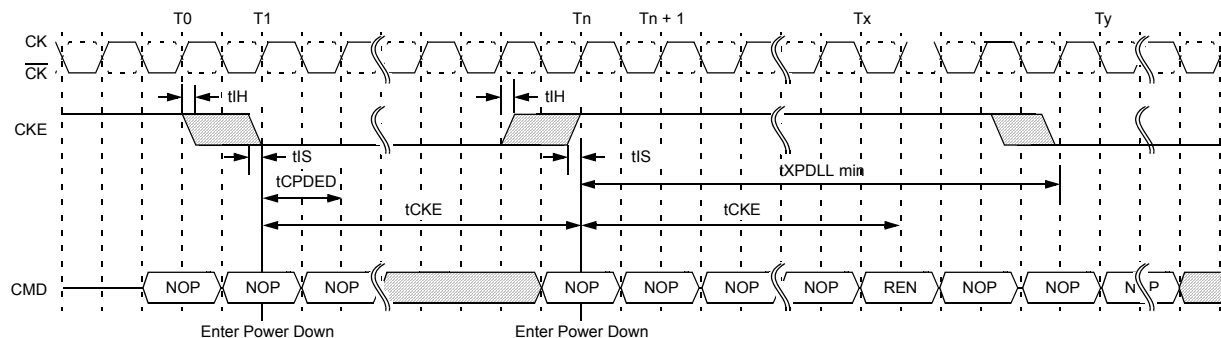 T0 T1 Tn Tn + 1 Tx Ty
CK
CK
tIH tIH
CKE
tIS tIS
tXPDLL min
tCPDED
tCKE tCKE
CMD NOP NOP NOP NOP NOP NOP NOP REN NOP NOP NOP
Enter Power Down Enter Power Down